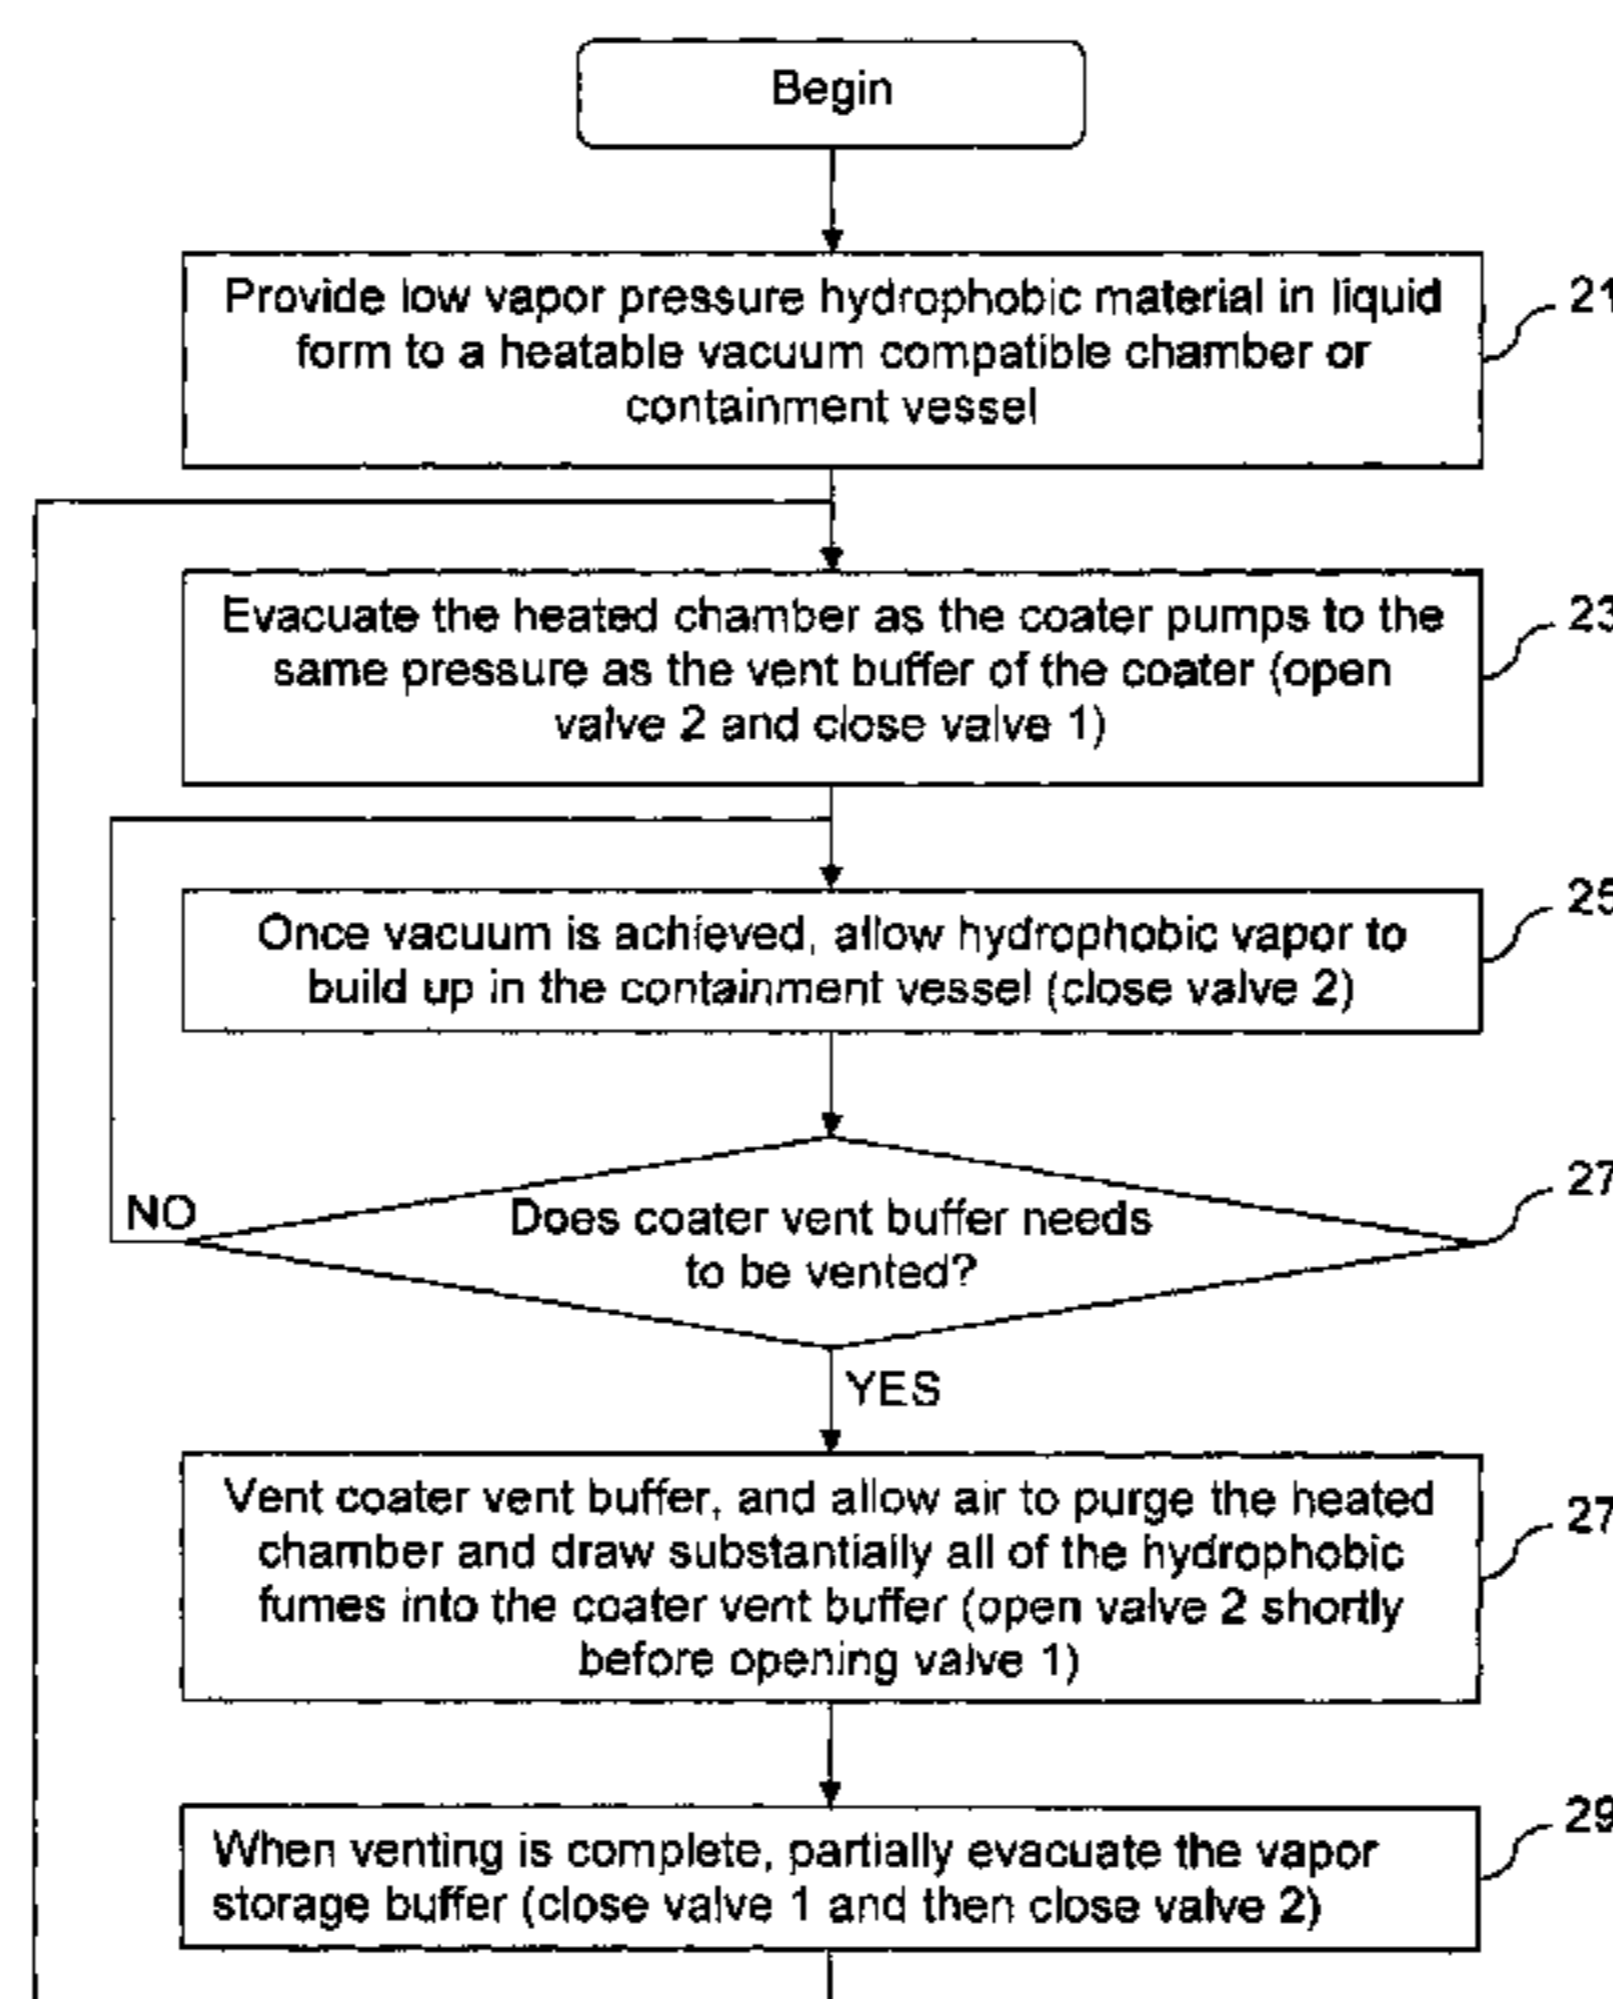 Begin
Provide low vapor pressure hydrophobic material in liquid
form to a heatable vacuum compatible chamber or
containment vessel
21
Evacuate the heated chamber as the coater pumps to the
same pressure as the vent buffer of the coater (open
valve 2 and close valve 1)
23
Once vacuum is achieved, allow hydrophobic vapor to
build up in the containment vessel (close valve 2)
25
Does coater vent buffer needs
to be vented?
27
NO
YES
Vent coater vent buffer, and allow air to purge the heated
chamber and draw substantially all of the hydrophobic
fumes into the coater vent buffer (open valve 2 shortly
before opening valve 1)
27
When venting is complete, partially evacuate the vapor
storage buffer (close valve 1 and then close valve 2)
29